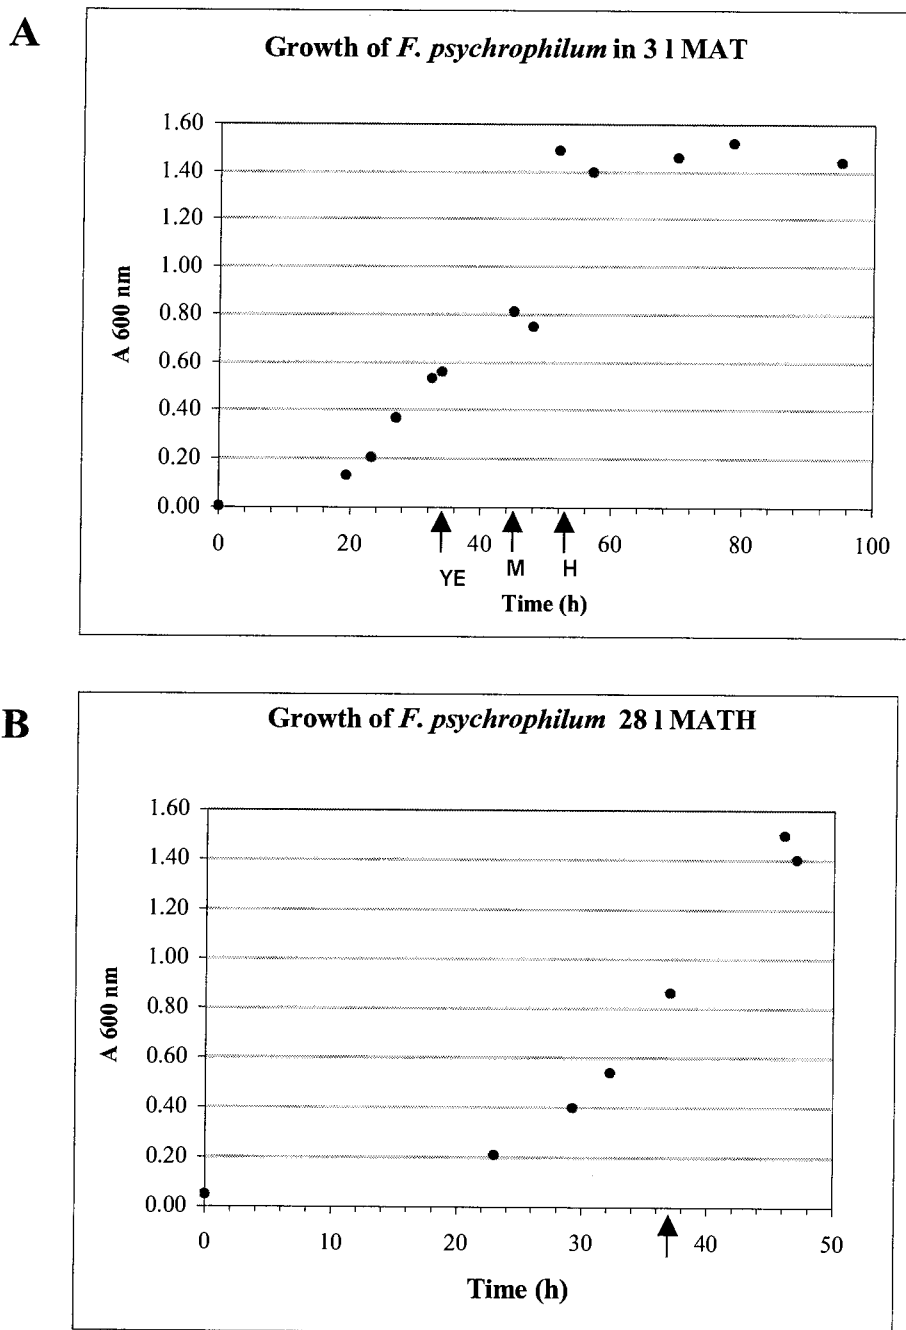 A
Growth of F. psychrophilum in 3 l MAT
1.60
1.40
1.20
1.00
0.80
0.60
0.40
0.20
0.00
A 600 nm
0 20 40 60 80 100
YE M H
Time (h)
B
Growth of F. psychrophilum 28 l MATH
1.60
1.40
1.20
1.00
0.80
0.60
0.40
0.20
0.00
A 600 nm
0 10 20 30 40 50
Time (h)